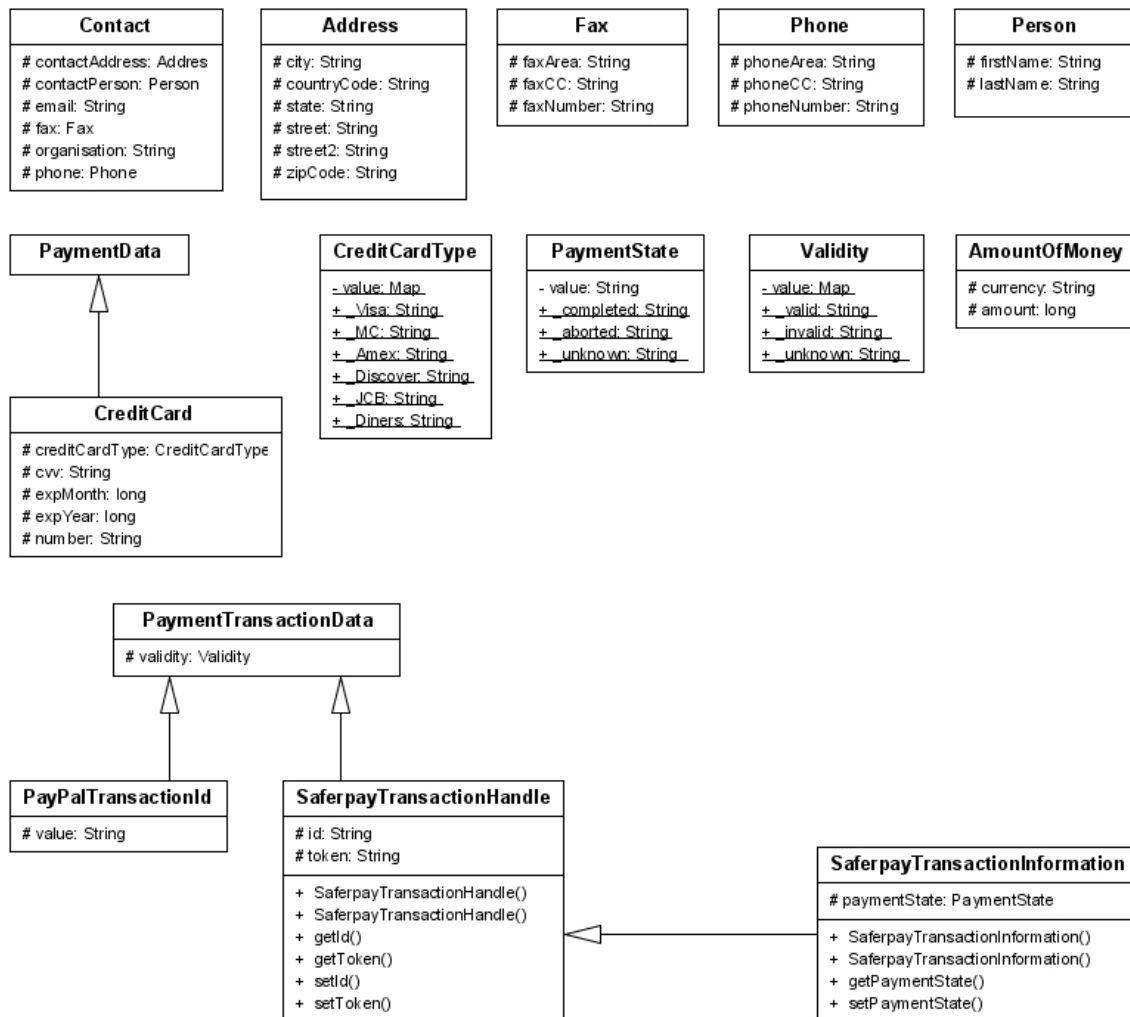 Contact
# contactAddress: Addres
# contactPerson: Person
# email: String
# fax: Fax
# organisation: String
# phone: Phone
Address
# city: String
# countryCode: String
# state: String
# street: String
# street2: String
# zipCode: String
Fax
# faxArea: String
# faxCC: String
# faxNumber: String
Phone
# phoneArea: String
# phoneCC: String
# phoneNumber: String
Person
# firstName: String
# lastName: String
PaymentData
CreditCard
# creditCardType: CreditCardType
# cvv: String
# expMonth: long
# expYear: long
# number: String
CreditCardType
- value: Map
+ _Visa: String
+ _MC: String
+ _Amex: String
+ _Discover: String
+ _JCB: String
+ _Diners: String
PaymentState
- value: String
+ _completed: String
+ _aborted: String
+ _unknown: String
Validity
- value: Map
+ _valid: String
+ _invalid: String
+ _unknown: String
AmountOfMoney
# currency: String
# amount: long
PaymentTransactionData
# validity: Validity
PayPalTransactionId
# value: String
SaferpayTransactionHandle
# id: String
# token: String
+ SaferpayTransactionHandle()
+ SaferpayTransactionHandle()
+ getId()
+ getToken()
+ setId()
+ setToken()
SaferpayTransactionInformation
# paymentState: PaymentState
+ SaferpayTransactionInformation()
+ SaferpayTransactionInformation()
+ getPaymentState()
+ setPaymentState()